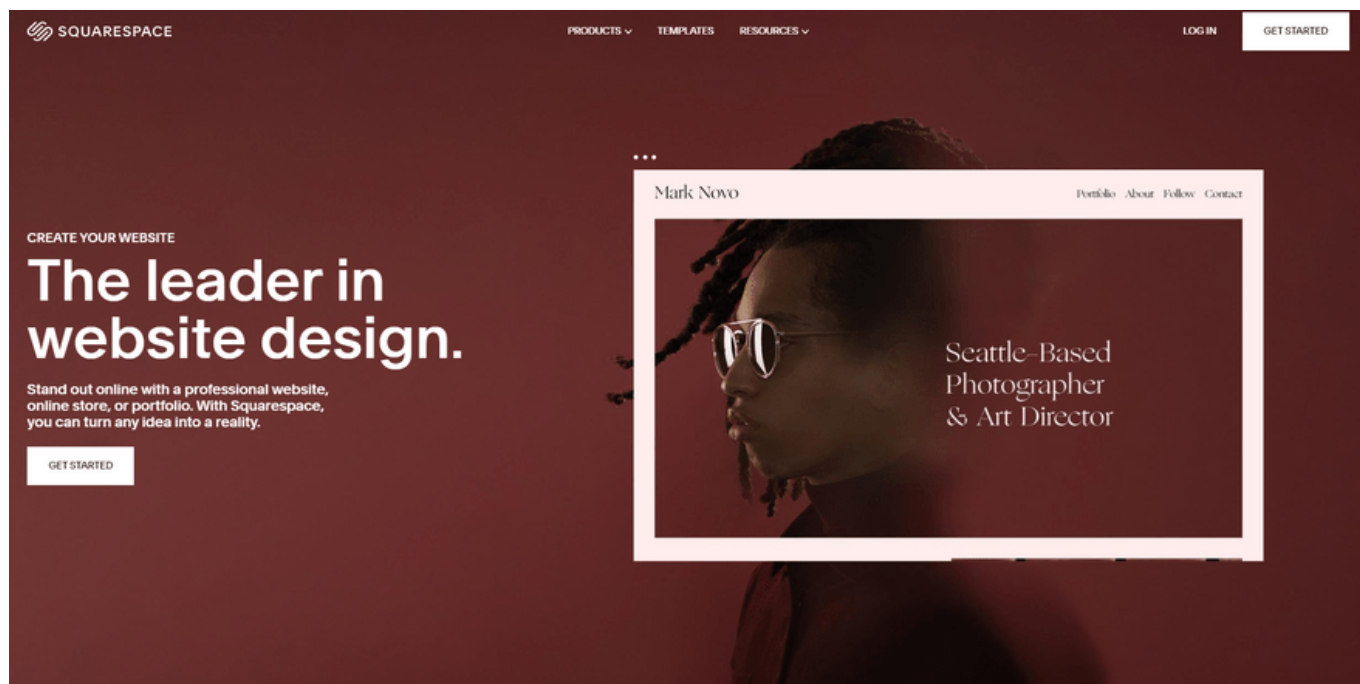 SQUARESPACE
PRODUCTS
TEMPLATES
RESOURCES
LOG IN
GET STARTED
CREATE YOUR WEBSITE
The leader in
website design.
Stand out online with a professional website,
online store, or portfolio. With Squarespace,
you can turn any idea into a reality.
GET STARTED
Mark Novo
Portfolio About Follow Contact
Seattle-Based
Photographer
& Art Director